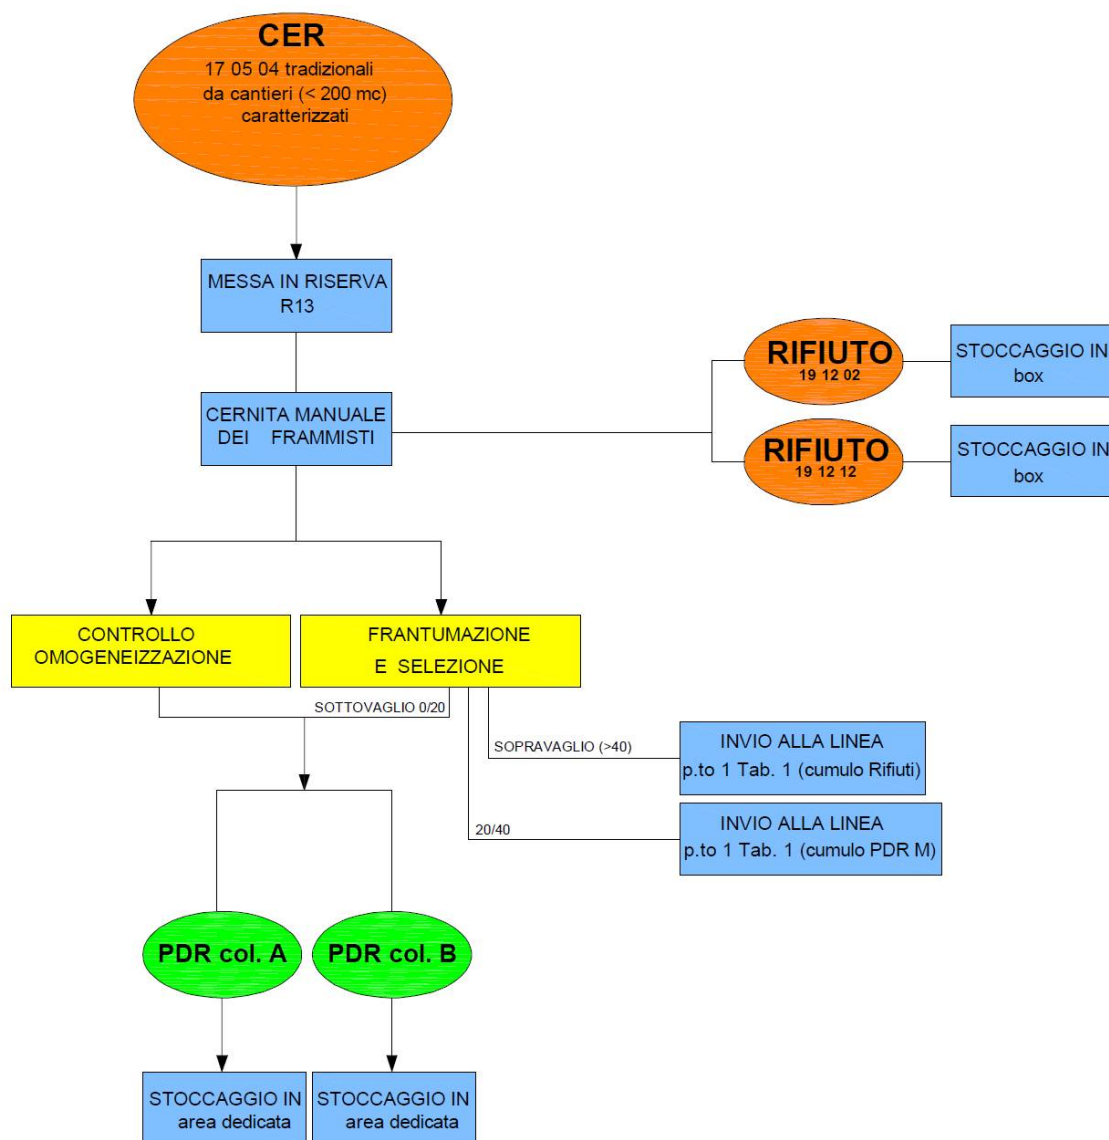 CER
17 05 04 tradizionali
da cantieri (< 200 mc)
caratterizzati
MESSA IN RISERVA
R13
CERNITA MANUALE
DEI FRAMMISTI
RIFIUTO
19 12 02
STOCCAGGIO IN
box
RIFIUTO
19 12 12
STOCCAGGIO IN
box
CONTROLLO
OMOGENEIZZAZIONE
FRANTUMAZIONE
E SELEZIONE
SOTTOVAGLIO 0/20
SOPRAVAGLIO (>40)
INVIO ALLA LINEA
p.to 1 Tab. 1 (cumulo Rifiuti)
20/40
INVIO ALLA LINEA
p.to 1 Tab. 1 (cumulo PDR M)
PDR col. A
PDR col. B
STOCCAGGIO IN
area dedicata
STOCCAGGIO IN
area dedicata